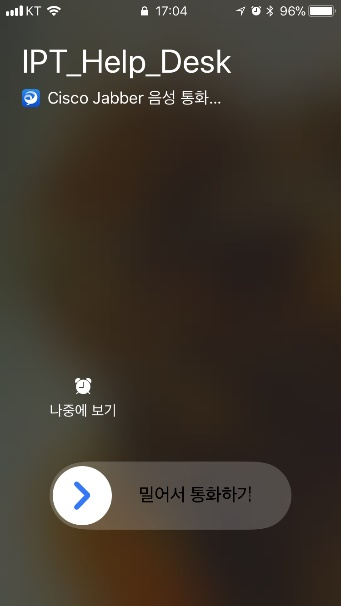 KT 17:04 96%
IPT_Help_Desk
Cisco Jabber 음성 통화...
나중에 보기
밀어서 통화하기